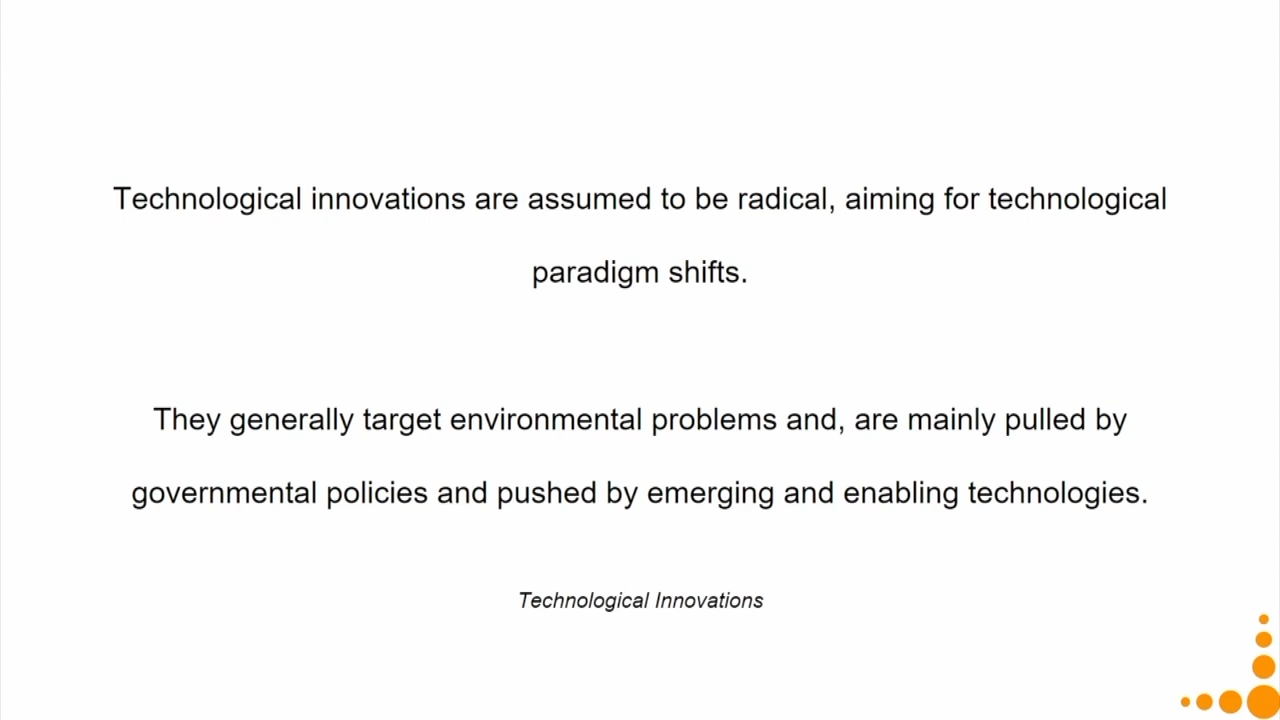 Technological innovations are assumed to be radical, aiming for technological
paradigm shifts.
They generally target environmental problems and, are mainly pulled by
governmental policies and pushed by emerging and enabling technologies.
Technological Innovations